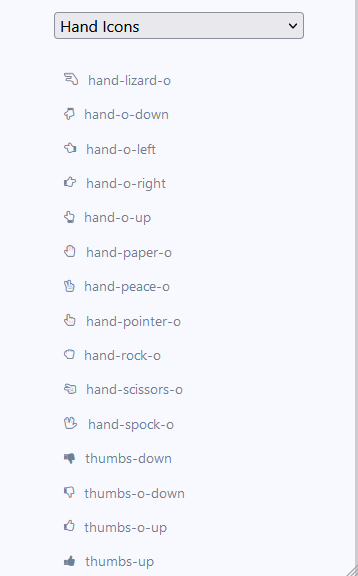 Hand Icons
hand-lizard-o
hand-o-down
hand-o-left
hand-o-right
hand-o-up
hand-paper-o
hand-peace-o
hand-pointer-o
hand-rock-o
hand-scissors-o
hand-spock-o
thumbs-down
thumbs-o-down
thumbs-o-up
thumbs-up